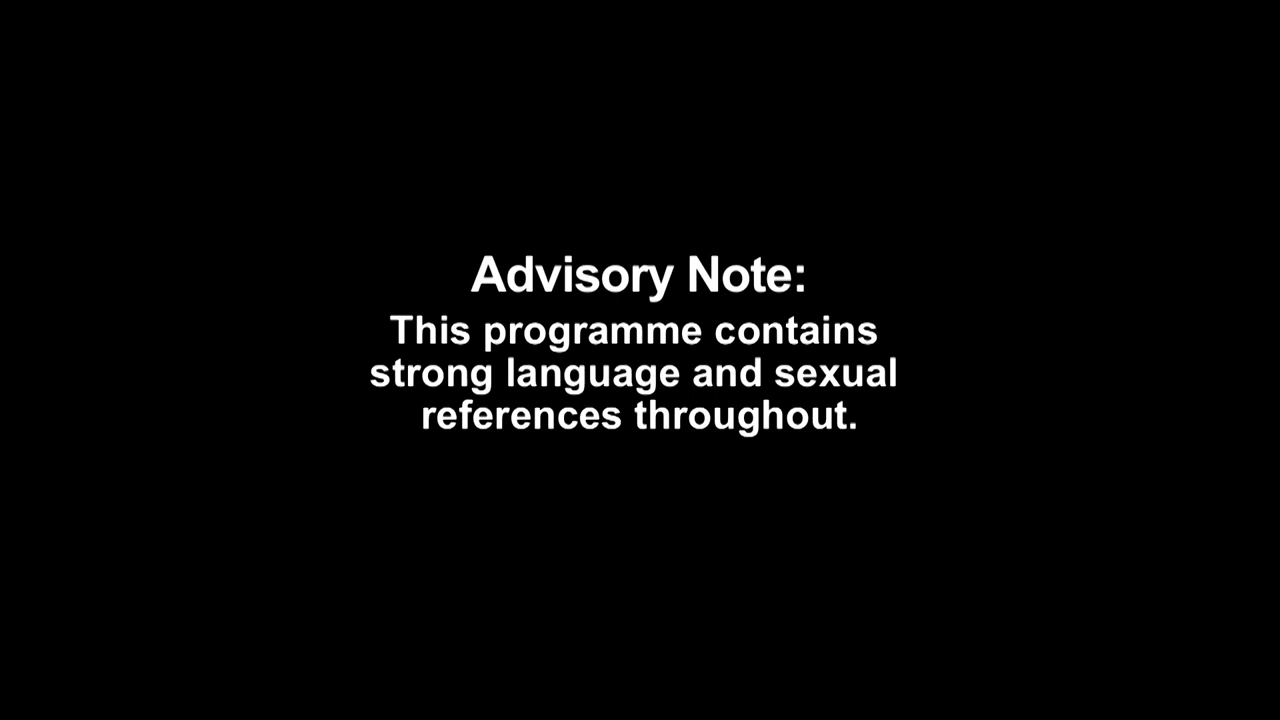 Advisory Note:
This programme contains
strong language and sexual
references throughout.